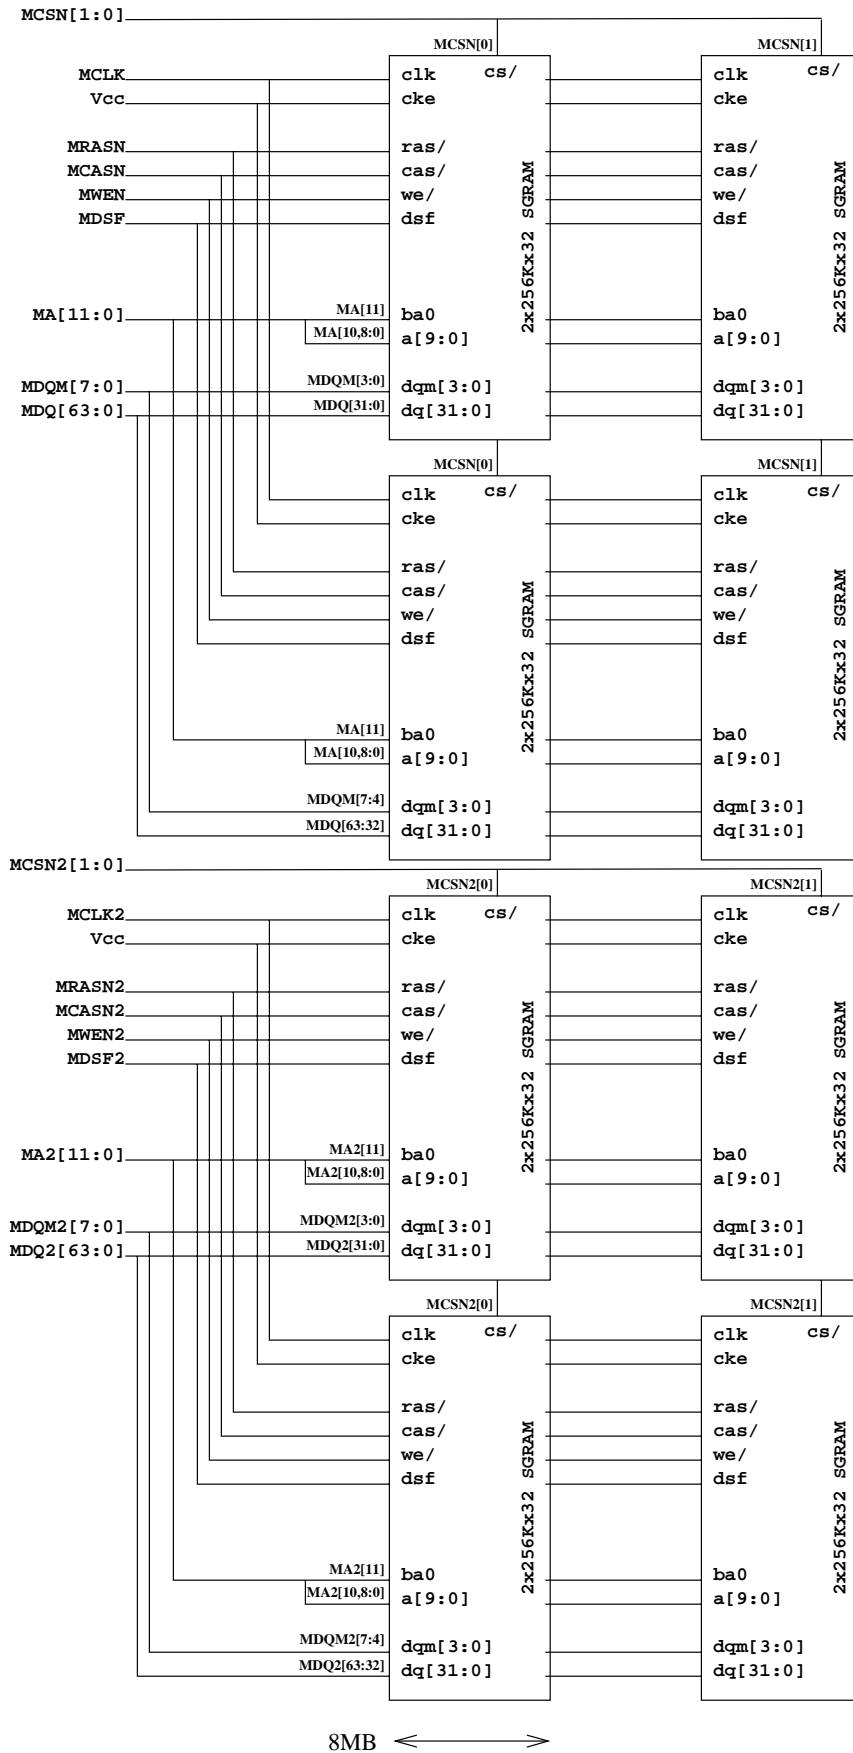 MCSN[1:0]
MCSN[0] MCSN[1]
MCLK clk cs/ clk cs/
Vcc cke cke
MRASN ras/ ras/
MCASN cas/ cas/
MWEN we/ we/
MDSF dsf dsf
2x256Kx32 SGRAM 2x256Kx32 SGRAM
MA[11:0] MA[11] ba0 ba0
MA[10,8:0] a[9:0] a[9:0]
MDQM[7:0] MDQM[3:0] dqm[3:0] dqm[3:0]
MDQ[63:0] MDQ[31:0] dq[31:0] dq[31:0]
MCSN[0] MCSN[1]
clk cs/ clk cs/
cke cke
ras/ ras/
cas/ cas/
we/ we/
dsf dsf
2x256Kx32 SGRAM 2x256Kx32 SGRAM
MA[11] ba0 ba0
MA[10,8:0] a[9:0] a[9:0]
MDQM[7:4] dqm[3:0] dqm[3:0]
MDQ[63:32] dq[31:0] dq[31:0]
MCSN2[1:0]
MCSN2[0] MCSN2[1]
MCLK2 clk cs/ clk cs/
Vcc cke cke
MRASN2 ras/ ras/
MCASN2 cas/ cas/
MWEN2 we/ we/
MDSF2 dsf dsf
2x256Kx32 SGRAM 2x256Kx32 SGRAM
MA2[11:0] MA2[11] ba0 ba0
MA2[10,8:0] a[9:0] a[9:0]
MDQM2[7:0] MDQM2[3:0] dqm[3:0] dqm[3:0]
MDQ2[63:0] MDQ2[31:0] dq[31:0] dq[31:0]
MCSN2[0] MCSN2[1]
clk cs/ clk cs/
cke cke
ras/ ras/
cas/ cas/
we/ we/
dsf dsf
2x256Kx32 SGRAM 2x256Kx32 SGRAM
MA2[11] ba0 ba0
MA2[10,8:0] a[9:0] a[9:0]
MDQM2[7:4] dqm[3:0] dqm[3:0]
MDQ2[63:32] dq[31:0] dq[31:0]
8MB